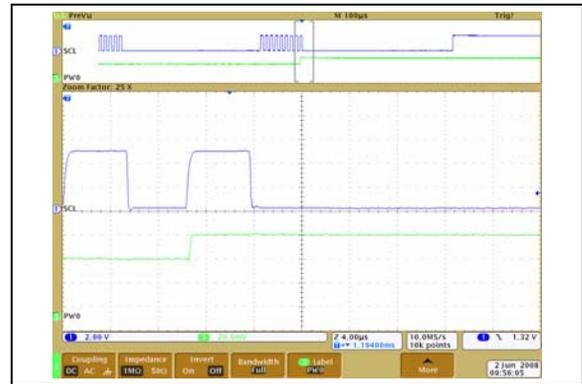 PreVu M 100µs Trig?
SCL
PW0
Zoom Factor: 25 X
SCL
PW0
1 2.00 V 20.0mV Z 4.00µs 10.0MS/s 1 1.32 V
1.19400ms 10k points
Coupling Impedance Invert Bandwidth Label More
DC AC 1MΩ 50Ω On Off Full PW0
2 Jun 2008
09:56:05